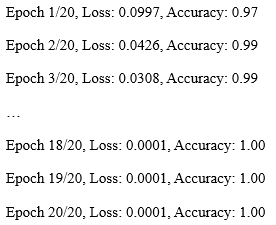 Epoch 1/20, Loss: 0.0997, Accuracy: 0.97
Epoch 2/20, Loss: 0.0426, Accuracy: 0.99
Epoch 3/20, Loss: 0.0308, Accuracy: 0.99
…
Epoch 18/20, Loss: 0.0001, Accuracy: 1.00
Epoch 19/20, Loss: 0.0001, Accuracy: 1.00
Epoch 20/20, Loss: 0.0001, Accuracy: 1.00